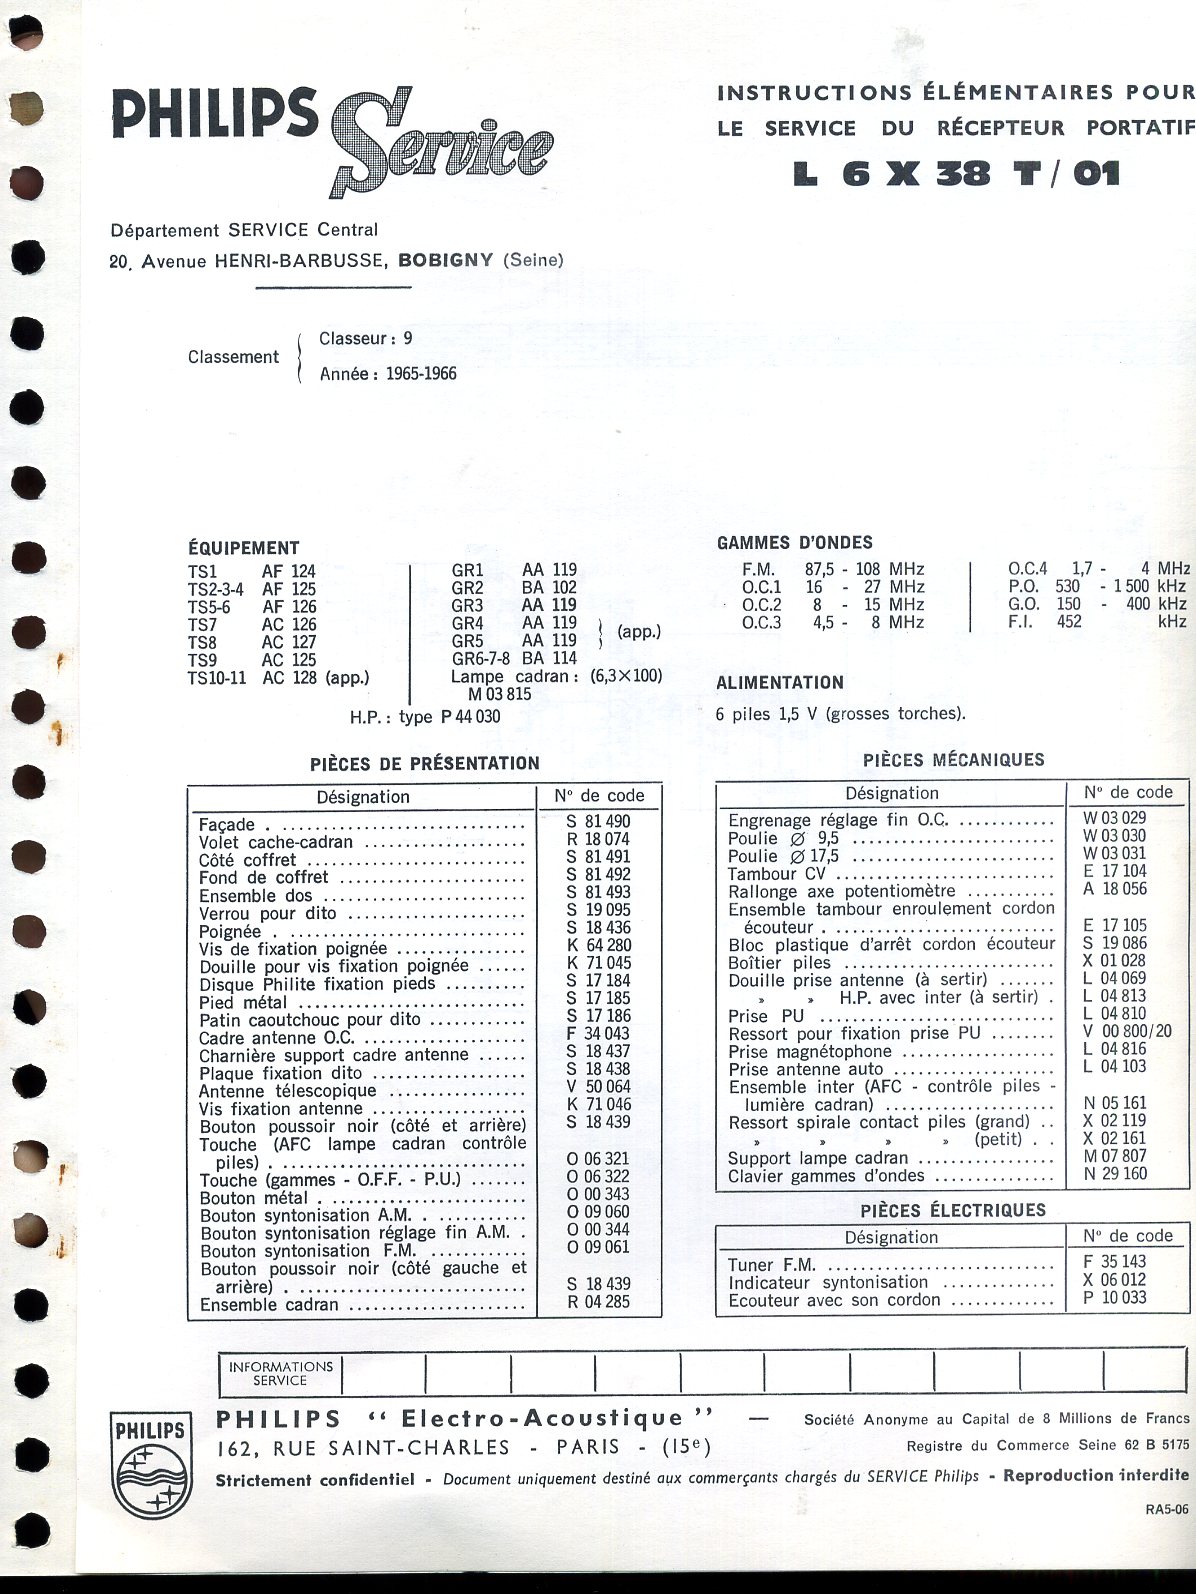 PHILIPS Service
INSTRUCTIONS ÉLÉMENTAIRES POUR
LE SERVICE DU RÉCEPTEUR PORTATIF
L 6 X 38 T/01
Département SERVICE Central
20, Avenue HENRI-BARBUSSE, BOBIGNY (Seine)
Classement
Classeur : 9
Année : 1965-1966
ÉQUIPEMENT
TS1 AF 124
TS2-3-4 AF 125
TS5-6 AF 126
TS7 AC 126
TS8 AC 127
TS9 AC 125
TS10-11 AC 128 (app.)
GR1 AA 119
GR2 BA 102
GR3 AA 119
GR4 AA 119
GR5 AA 119
(app.)
GR6-7-8 BA 114
Lampe cadran : (6,3×100)
M 03 815
H.P. : type P 44 030
GAMMES D'ONDES
F.M. 87,5 - 108 MHz
O.C.1 16 - 27 MHz
O.C.2 8 - 15 MHz
O.C.3 4,5 - 8 MHz
O.C.4 1,7 - 4 MHz
P.O. 530 - 1 500 kHz
G.O. 150 - 400 kHz
F.I. 452 kHz
ALIMENTATION
6 piles 1,5 V (grosses torches).
PIÈCES DE PRÉSENTATION
Désignation N° de code
Façade . .............................. S 81 490
Volet cache-cadran .................... R 18 074
Côté coffret .......................... S 81 491
Fond de coffret ....................... S 81 492
Ensemble dos .......................... S 81 493
Verrou pour dito ...................... S 19 095
Poignée . ............................. S 18 436
Vis de fixation poignée ............... K 64 280
Douille pour vis fixation poignée ...... K 71 045
Disque Philite fixation pieds .......... S 17 184
Pied métal ............................ S 17 185
Patin caoutchouc pour dito ............ S 17 186
Cadre antenne O.C. .................... F 34 043
Charnière support cadre antenne ...... S 18 437
Plaque fixation dito .................. S 18 438
Antenne télescopique .................. V 50 064
Vis fixation antenne .................. K 71 046
Bouton poussoir noir (côté et arrière) S 18 439
Touche (AFC lampe cadran contrôle
piles) . .............................. O 06 321
Touche (gammes - O.F.F. - P.U.) ....... O 06 322
Bouton métal . ........................ O 00 343
Bouton syntonisation A.M. . ........... O 09 060
Bouton syntonisation réglage fin A.M. . O 00 344
Bouton syntonisation F.M. ............ O 09 061
Bouton poussoir noir (côté gauche et
arrière) . ............................ S 18 439
Ensemble cadran ...................... R 04 285
PIÈCES MÉCANIQUES
Désignation N° de code
Engrenage réglage fin O.C. ............ W 03 029
Poulie ∅ 9,5 ......................... W 03 030
Poulie ∅ 17,5 ........................ W 03 031
Tambour CV ........................... E 17 104
Rallonge axe potentiomètre ........... A 18 056
Ensemble tambour enroulement cordon
écouteur . ........................... E 17 105
Bloc plastique d'arrêt cordon écouteur S 19 086
Boîtier piles ......................... X 01 028
Douille prise antenne (à sertir) ....... L 04 069
» » H.P. avec inter (à sertir) . L 04 813
Prise PU ............................. L 04 810
Ressort pour fixation prise PU ........ V 00 800/20
Prise magnétophone ................... L 04 816
Prise antenne auto .................... L 04 103
Ensemble inter (AFC - contrôle piles -
lumière cadran) ...................... N 05 161
Ressort spirale contact piles (grand) .. X 02 119
» » » » (petit) . . X 02 161
Support lampe cadran ................. M 07 807
Clavier gammes d'ondes ............... N 29 160
PIÈCES ÉLECTRIQUES
Désignation N° de code
Tuner F.M. ........................... F 35 143
Indicateur syntonisation .............. X 06 012
Ecouteur avec son cordon ............. P 10 033
INFORMATIONS
SERVICE
PHILIPS
PHILIPS “ Electro-Acoustique ” — Société Anonyme au Capital de 8 Millions de Francs
162, RUE SAINT-CHARLES - PARIS - (15e) Registre du Commerce Seine 62 B 5175
Strictement confidentiel - Document uniquement destiné aux commerçants chargés du SERVICE Philips - Reproduction interdite
RA5-06